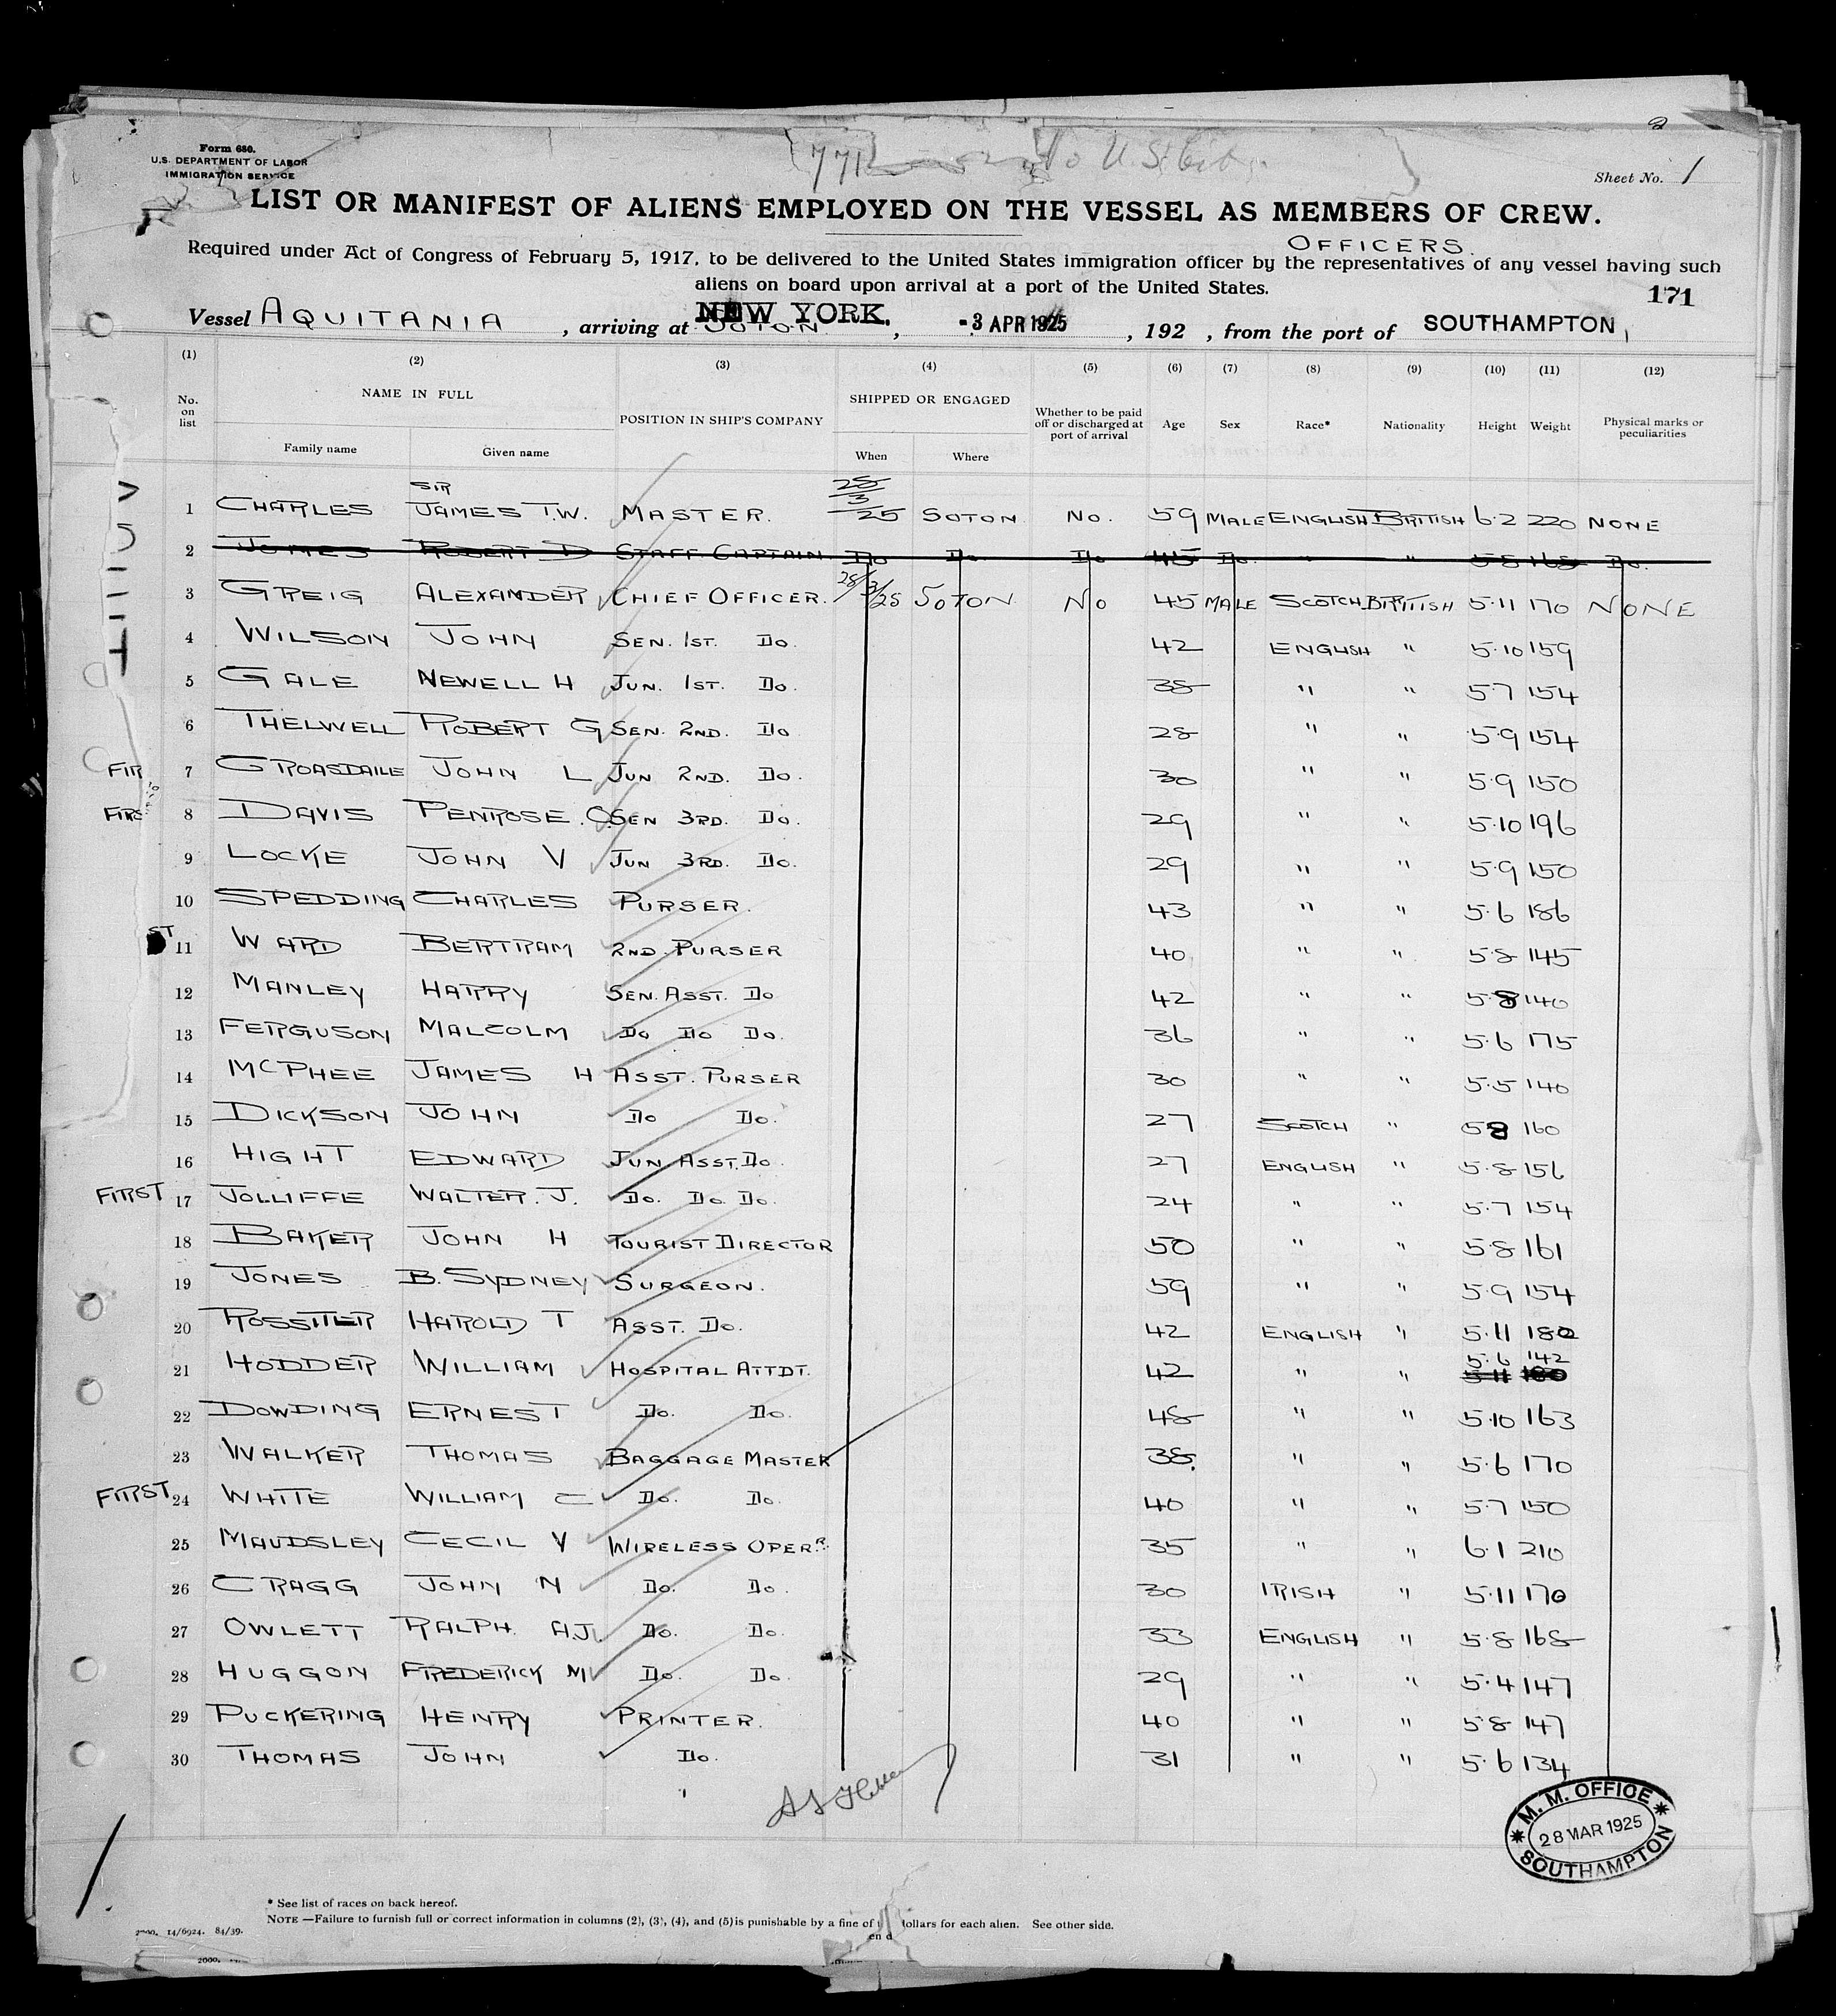 Form 680.
U.S. DEPARTMENT OF LABOR
IMMIGRATION SERVICE
771
Sheet No. 1
LIST OR MANIFEST OF ALIENS EMPLOYED ON THE VESSEL AS MEMBERS OF CREW.
OFFICERS.
Required under Act of Congress of February 5, 1917, to be delivered to the United States immigration officer by the representatives of any vessel having such
aliens on board upon arrival at a port of the United States.
171
Vessel AQUITANIA, arriving at NEW YORK, -3 APR 1925, 192 , from the port of SOUTHAMPTON
(1) (2) (3) (4) (5) (6) (7) (8) (9) (10) (11) (12)
No. on list NAME IN FULL POSITION IN SHIP'S COMPANY SHIPPED OR ENGAGED Whether to be paid off or discharged at port of arrival Age Sex Race* Nationality Height Weight Physical marks or peculiarities
Family name Given name When Where
1 CHARLES SIR JAMES T.W. MASTER. 28/3/25 SOTON No. 59 MALE ENGLISH BRITISH 6.2 220 NONE
2 JONES ROBERT D STAFF CAPTAIN Do Do. Do 45 Do. " " 5.8 168 Do.
3 GREIG ALEXANDER CHIEF OFFICER. 28/3/25 SOTON No 45 MALE SCOTCH BRITISH 5.11 170 NONE
4 WILSON JOHN SEN. 1ST. Do. 42 ENGLISH " 5.10 159
5 GALE NEWELL H JUN. 1ST. Do. 38 " " 5.7 154
6 THELWELL ROBERT G SEN. 2ND. Do 28 " " 5.9 154
FIR 7 CROASDAILE JOHN L JUN 2ND. Do. 30 " " 5.9 150
FIRS 8 DAVIS PENROSE. C. SEN 3RD. Do. 29 " " 5.10 196
9 LOCKE JOHN V JUN 3RD. Do. 29 " " 5.9 150
10 SPEDDING CHARLES PURSER. 43 " " 5.6 186
ST 11 WARD BERTRAM 2ND. PURSER 40 " " 5.8 145
12 MANLEY HARRY SEN. ASST. Do 42 " " 5.8 140
13 FERGUSON MALCOLM Do Do Do. 36 " " 5.6 175
14 McPHEE JAMES H ASST. PURSER 30 " " 5.5 140
15 DICKSON JOHN Do Do. 27 SCOTCH " 5.8 160
16 HIGHT EDWARD JUN. ASST. Do. 27 ENGLISH " 5.8 156
FIRST 17 JOLLIFFE WALTER. J. Do. Do. Do. 24 " " 5.7 154
18 BAKER JOHN H TOURIST DIRECTOR 50 " " 5.8 161
19 JONES B. SYDNEY SURGEON. 59 " " 5.9 154
20 ROSSITER HAROLD T ASST. Do. 42 ENGLISH " 5.11 180
21 HODDER WILLIAM HOSPITAL ATTDT. 42 " " 5.6 142 5.11 180
22 DOWDING ERNEST Do. Do. 48 " " 5.10 163
23 WALKER THOMAS BAGGAGE MASTER 38. " " 5.6 170
FIRST 24 WHITE WILLIAM C Do. Do. 40 " " 5.7 150
25 MAUDSLEY CECIL V WIRELESS OPERR. 35 " " 6.1 210
26 CRAGG JOHN N Do. Do. 30 IRISH " 5.11 170
27 OWLETT RALPH. A.J. Do. Do. 33 ENGLISH " 5.8 168
28 HUGGON FREDERICK M Do. Do. 29 " " 5.4 147
29 PUCKERING HENRY PRINTER. 40 " " 5.8 147
30 THOMAS JOHN Do. 31 " " 5.6 134
M. M. OFFICE
28 MAR 1925
SOUTHAMPTON
* See list of races on back hereof.
NOTE —Failure to furnish full or correct information in columns (2), (3), (4), and (5) is punishable by a fine of dollars for each alien. See other side.
14/6924. 84/39.
2000.